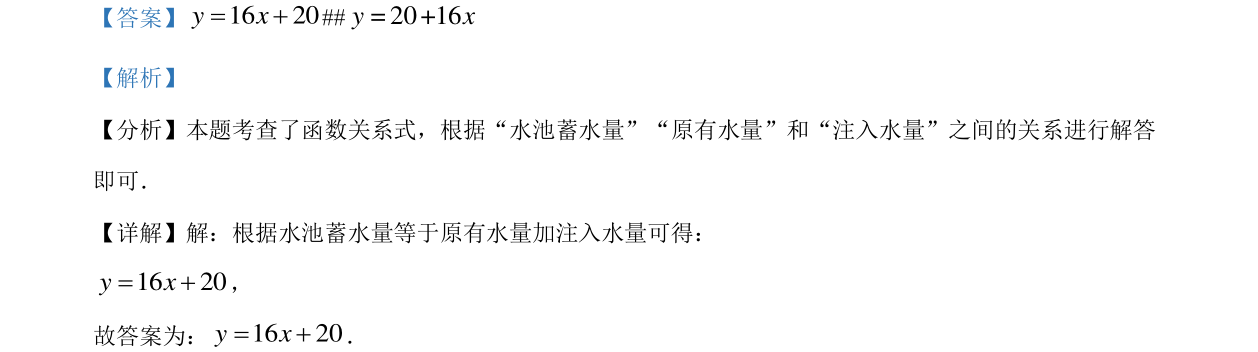 【答案】y=16x+20##y=20+16x
【解析】
【分析】本题考查了函数关系式，根据“水池蓄水量”“原有水量”和“注入水量”之间的关系进行解答
即可．
【详解】解：根据水池蓄水量等于原有水量加注入水量可得：
y=16x+20，
故答案为：y=16x+20．